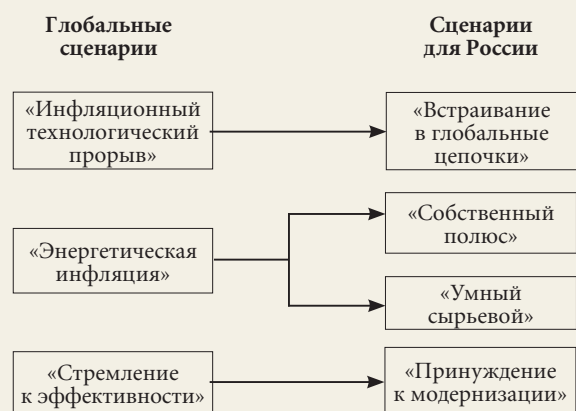 Глобальные
сценарии
Сценарии
для России
«Инфляционный
технологический
прорыв»
«Встраивание
в глобальные
цепочки»
«Энергетическая
инфляция»
«Собственный
полюс»
«Умный
сырьевой»
«Стремление
к эффективности»
«Принуждение
к модернизации»